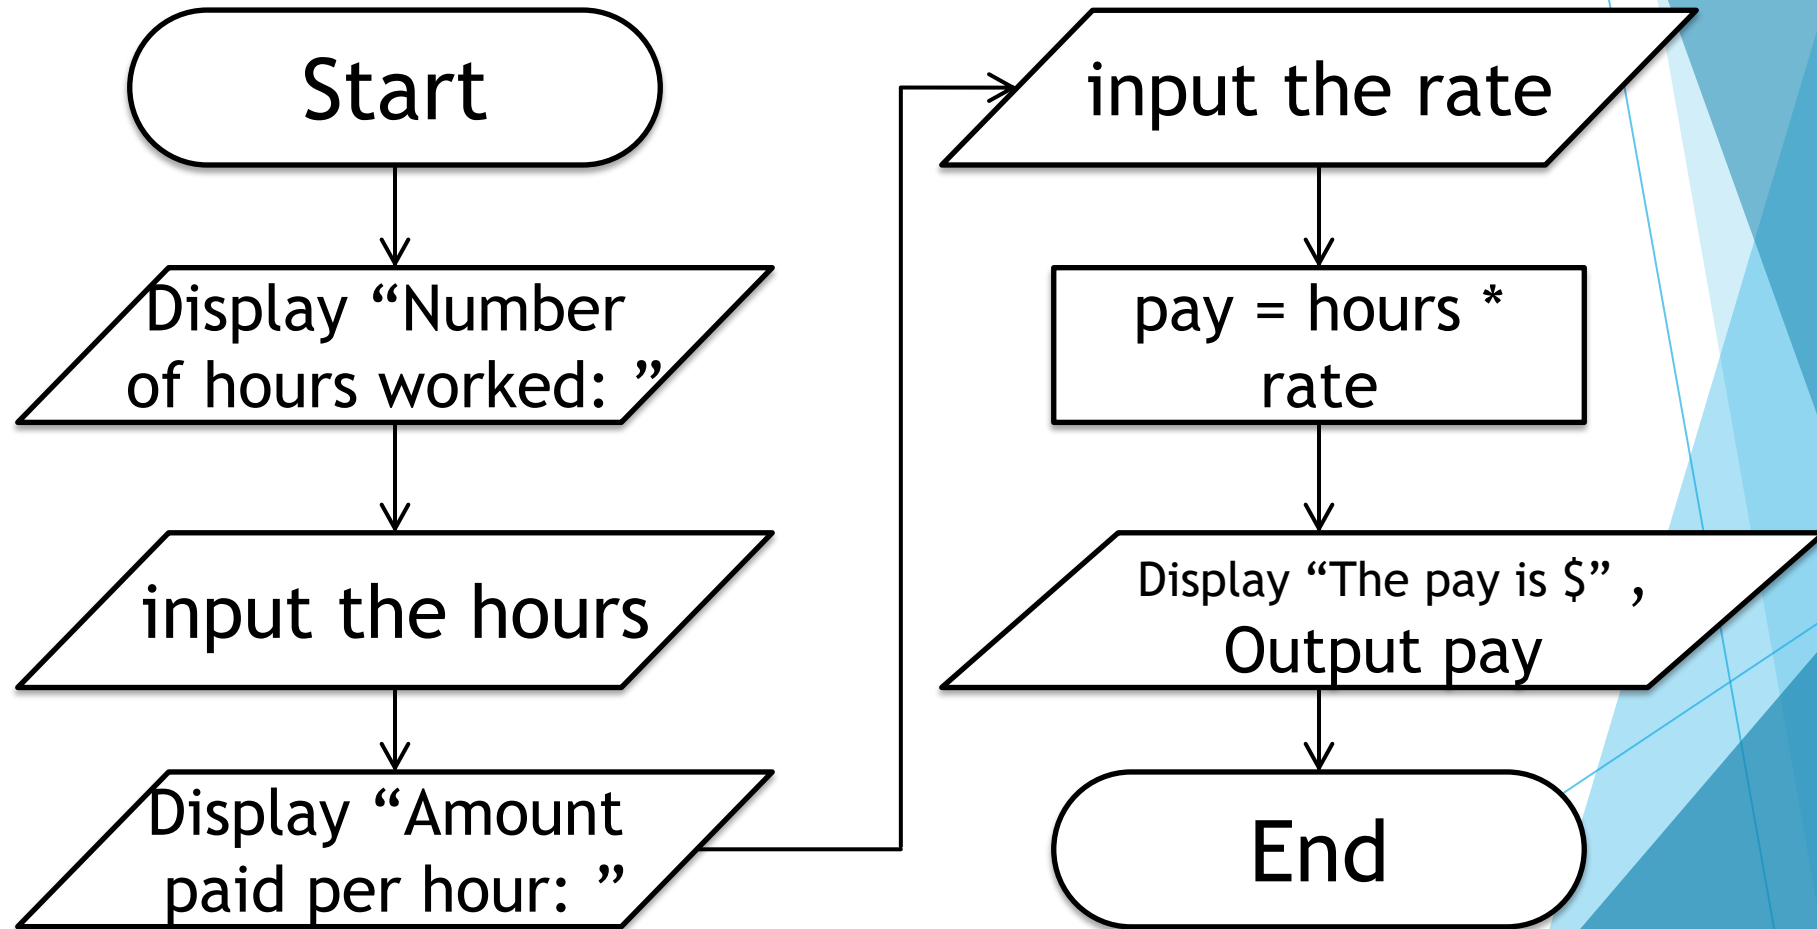 Start
Display “Number
of hours worked: ”
input the hours
Display “Amount
paid per hour: ”
input the rate
pay = hours *
rate
Display “The pay is $” ,
Output pay
End